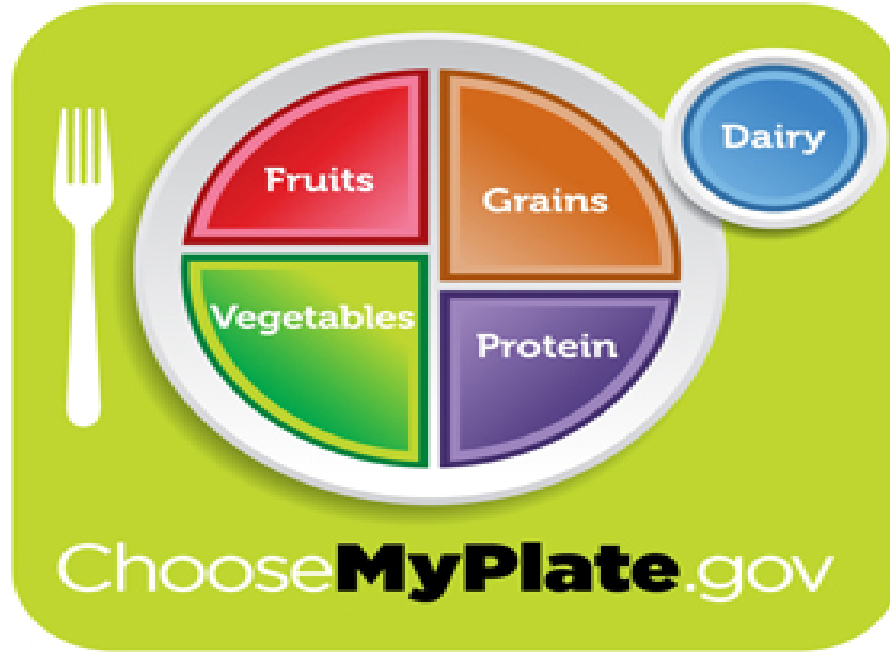 Fruits
Grains
Dairy
Vegetables
Protein
ChooseMyPlate.gov